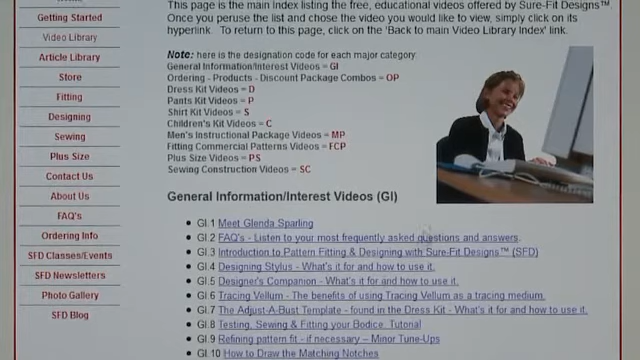 Getting Started
Video Library
Article Library
Store
Fitting
Designing
Sewing
Plus Size
Contact Us
About Us
FAQ's
Ordering Info
SFD Classes/Events
SFD Newsletters
Photo Gallery
SFD Blog
This page is the main Index listing the free, educational videos offered by Sure-Fit Designs™
Once you peruse the list and chose the video you would like to view, simply click on its
hyperlink. To return to this page, click on the 'Back to main Video Library Index' link.
Note: here is the designation code for each major category:
General Information/Interest Videos = GI
Ordering - Products - Discount Package Combos = OP
Dress Kit Videos = D
Pants Kit Videos = P
Shirt Kit Videos = S
Children's Kit Videos = C
Men's Instructional Package Videos = MP
Fitting Commercial Patterns Videos = FCP
Plus Size Videos = PS
Sewing Construction Videos = SC
General Information/Interest Videos (GI)
GI.1 Meet Glenda Sparling
GI.2 FAQ's - Listen to your most frequently asked questions and answers.
GI.3 Introduction to Pattern Fitting & Designing with Sure-Fit Designs™ (SFD)
GI.4 Designing Stylus - What's it for and how to use it.
GI.5 Designer's Companion - What's it for and how to use it.
GI.6 Tracing Vellum - The benefits of using Tracing Vellum as a tracing medium.
GI.7 The Adjust-A-Bust Template - found in the Dress Kit - What's it for and how to use it.
GI.8 Testing, Sewing & Fitting your Bodice: Tutorial
GI.9 Refining pattern fit - if necessary – Minor Tune-Ups
GI.10 How to Draw the Matching Notches